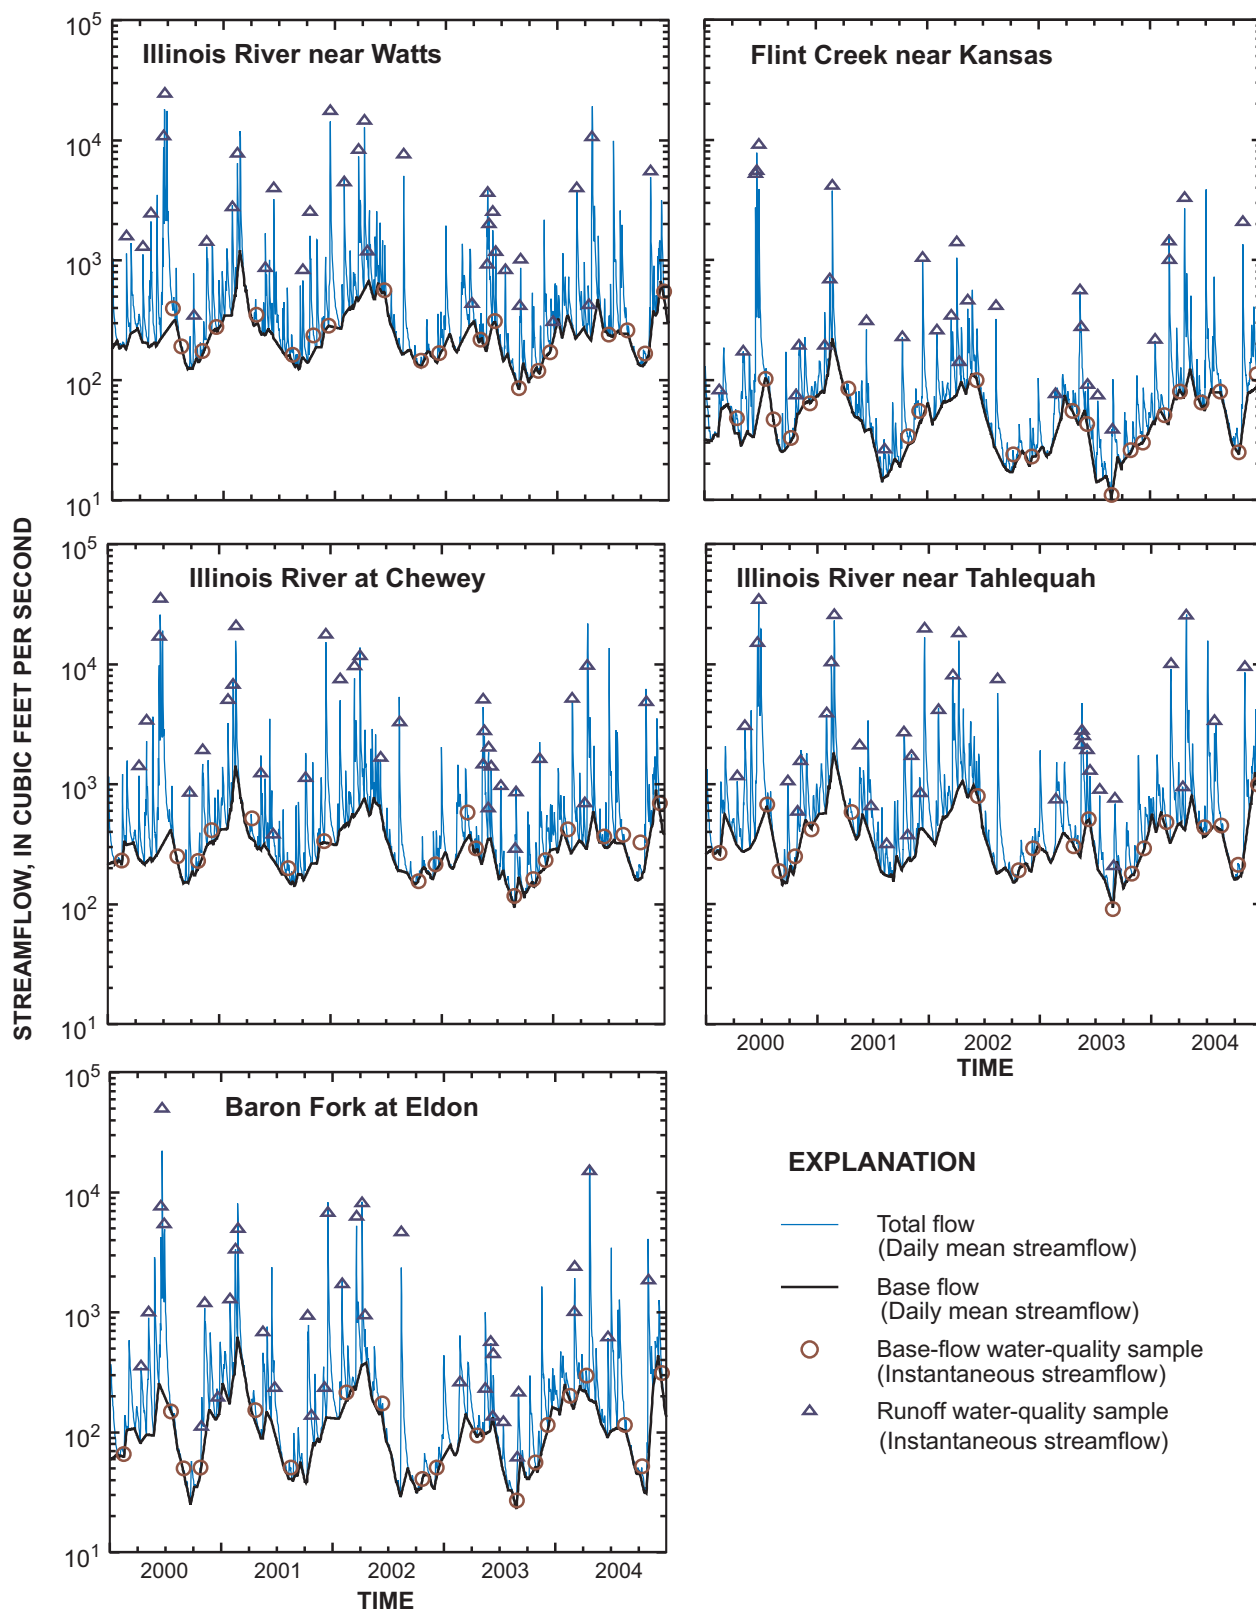 10^5
10^4
10^3
10^2
10^1
Illinois River near Watts
Flint Creek near Kansas
STREAMFLOW, IN CUBIC FEET PER SECOND
10^5
10^4
10^3
10^2
10^1
Illinois River at Chewey
Illinois River near Tahlequah
2000 2001 2002 2003 2004
TIME
10^5
10^4
10^3
10^2
10^1
Baron Fork at Eldon
2000 2001 2002 2003 2004
TIME
EXPLANATION
Total flow
(Daily mean streamflow)
Base flow
(Daily mean streamflow)
Base-flow water-quality sample
(Instantaneous streamflow)
Runoff water-quality sample
(Instantaneous streamflow)